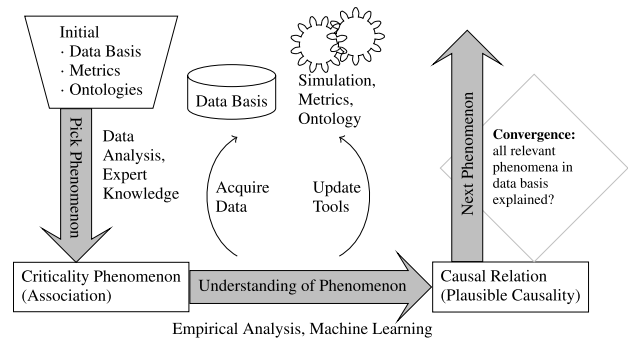 Initial
· Data Basis
· Metrics
· Ontologies
Pick Phenomenon
Data
Analysis,
Expert
Knowledge
Data Basis
Simulation,
Metrics,
Ontology
Acquire
Data
Update
Tools
Next Phenomenon
Convergence:
all relevant
phenomena in
data basis
explained?
Criticality Phenomenon
(Association)
Understanding of Phenomenon
Causal Relation
(Plausible Causality)
Empirical Analysis, Machine Learning